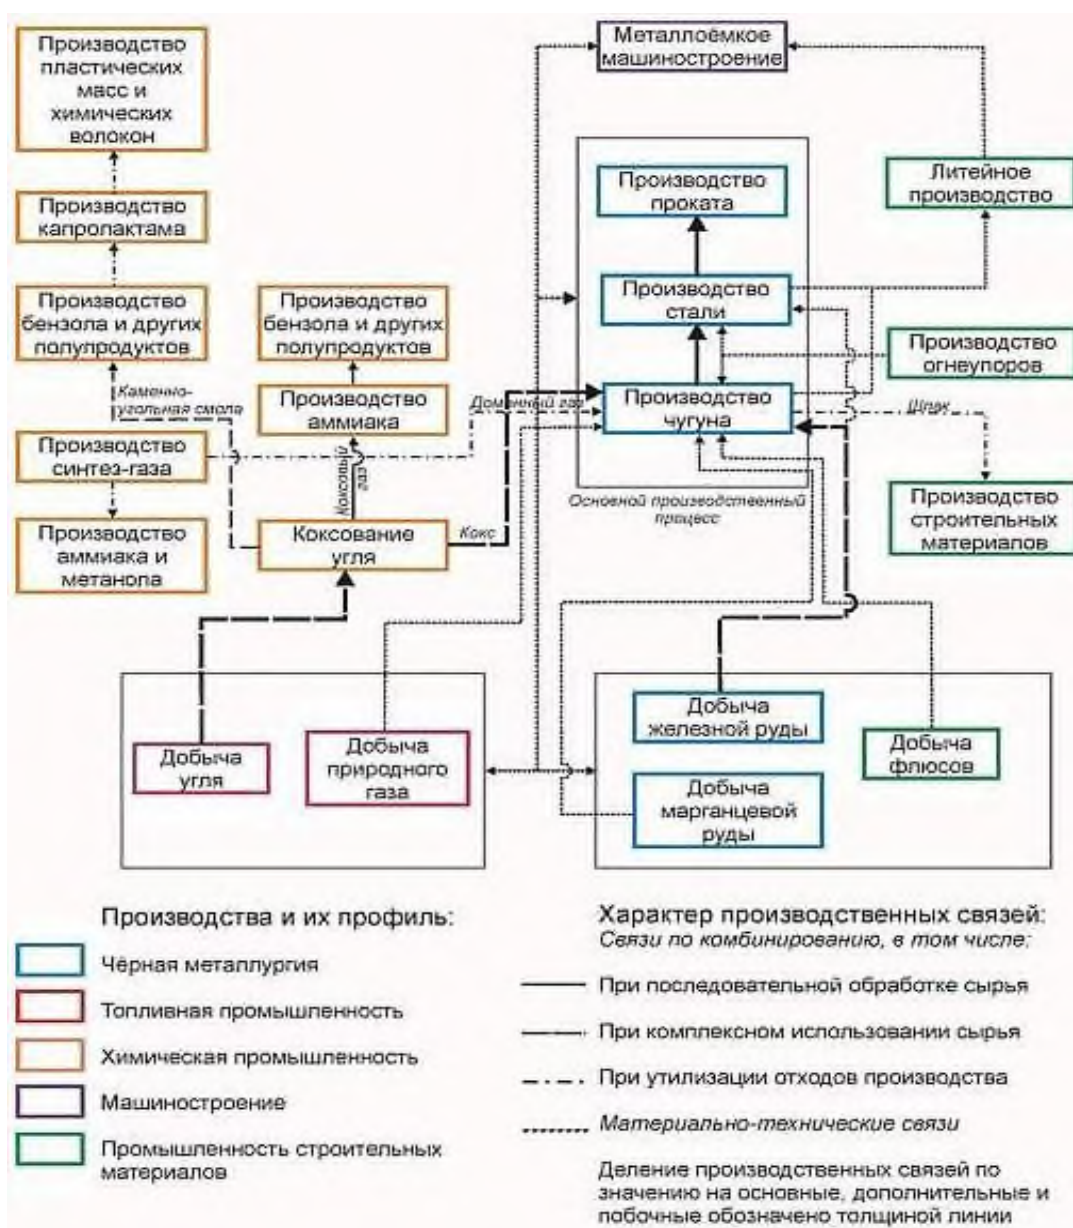 Производство
пластических
масс и
химических
волокон
Металлоёмкое
машиностроение
Производство
проката
Литейное
производство
Производство
капролактама
Производство
бензола и других
полупродуктов
Производство
бензола и других
полупродуктов
Производство
стали
Производство
огнеупоров
Каменно-
угольная смола
Производство
аммиака
Доменный газ
Производство
чугуна
Шлак
Производство
синтез-газа
Коксовый
газ
Основной производственный
процесс
Производство
строительных
материалов
Производство
аммиака и
метанола
Коксование
угля
Кокс
Добыча
угля
Добыча
природного
газа
Добыча
железной руды
Добыча
флюсов
Добыча
марганцевой
руды
Производства и их профиль:
Чёрная металлургия
Топливная промышленность
Химическая промышленность
Машиностроение
Промышленность строительных
материалов
Характер производственных связей:
Связи по комбинированию, в том числе:
При последовательной обработке сырья
При комплексном использовании сырья
При утилизации отходов производства
Материально-технические связи
Деление производственных связей по
значению на основные, дополнительные и
побочные обозначено толщиной линии